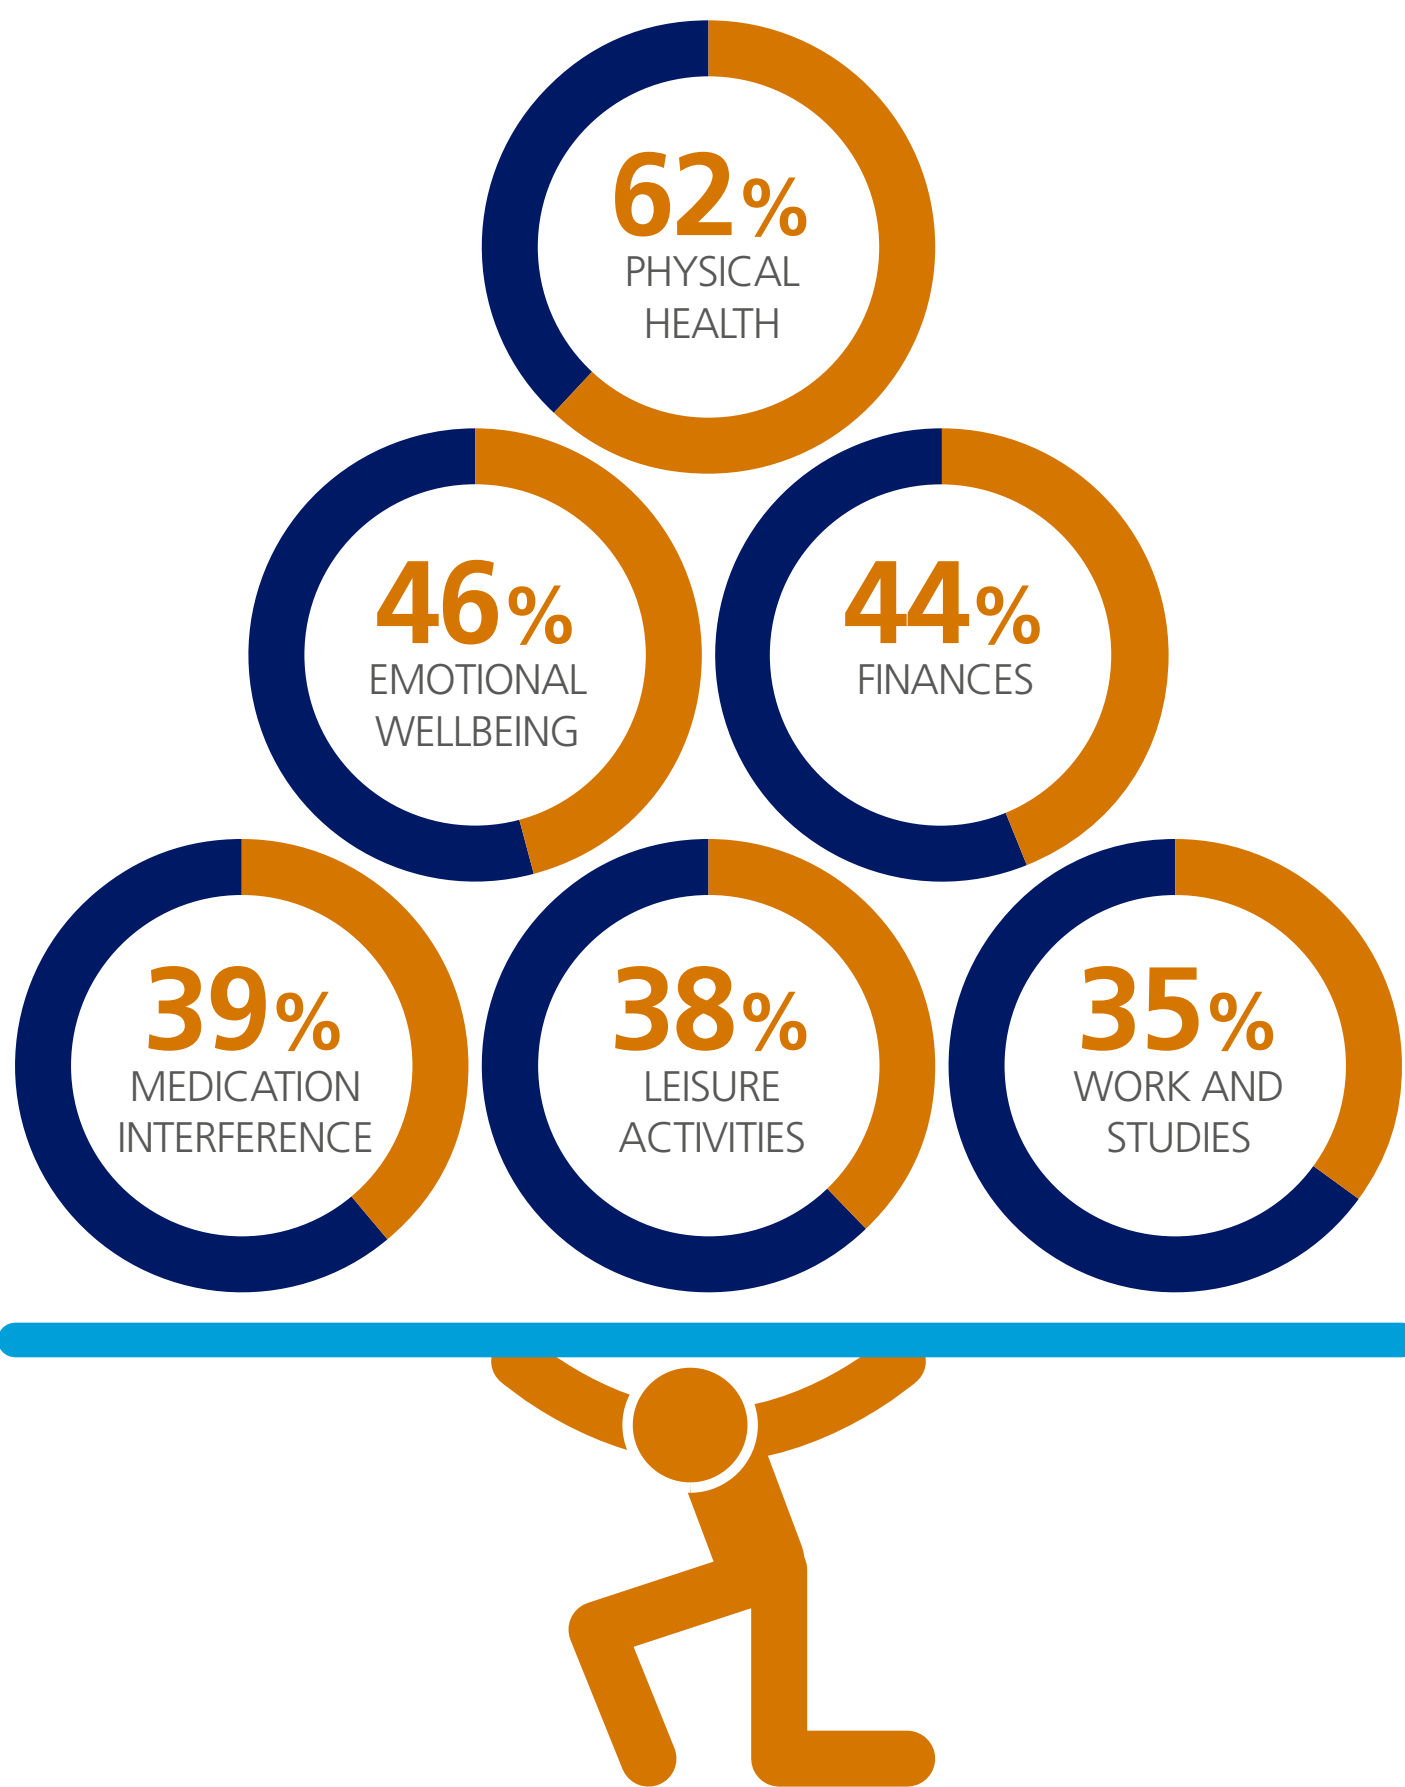 62%
PHYSICAL
HEALTH
46%
EMOTIONAL
WELLBEING
44%
FINANCES
39%
MEDICATION
INTERFERENCE
38%
LEISURE
ACTIVITIES
35%
WORK AND
STUDIES